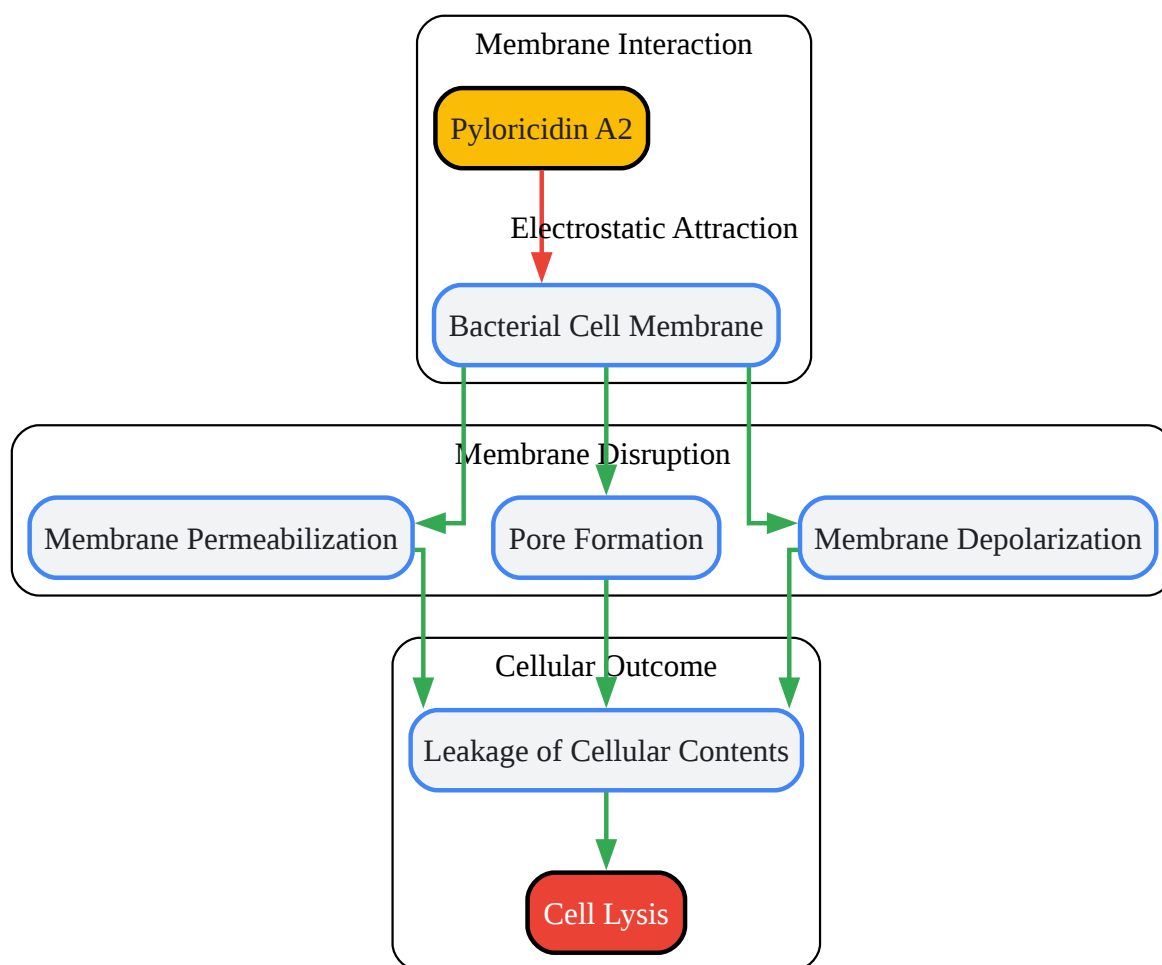 Membrane Interaction
Pyloricidin A2
Electrostatic Attraction
Bacterial Cell Membrane
Membrane Disruption
Membrane Permeabilization
Pore Formation
Membrane Depolarization
Cellular Outcome
Leakage of Cellular Contents
Cell Lysis